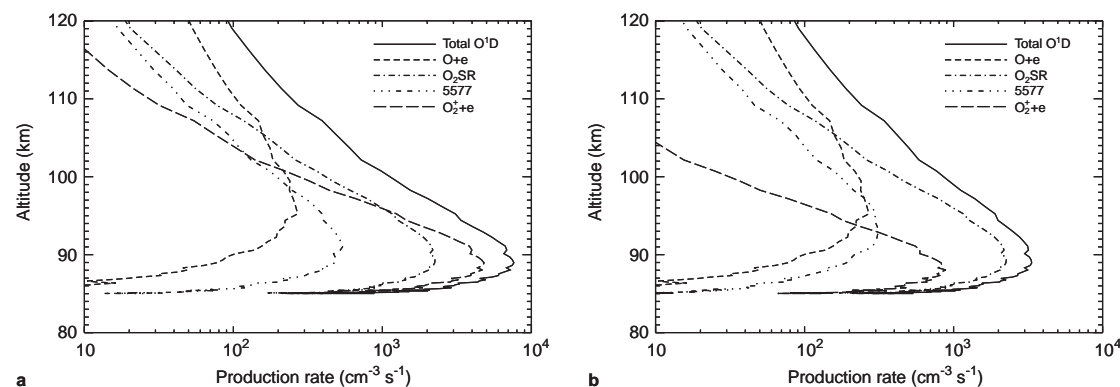 120
110
100
90
80
Altitude (km)
Total O¹D
O+e
O₂SR
5577
O₂⁺+e
10
10²
10³
10⁴
Production rate (cm⁻³ s⁻¹)
a
120
110
100
90
80
Altitude (km)
Total O¹D
O+e
O₂SR
5577
O₂⁺+e
10
10²
10³
10⁴
Production rate (cm⁻³ s⁻¹)
b